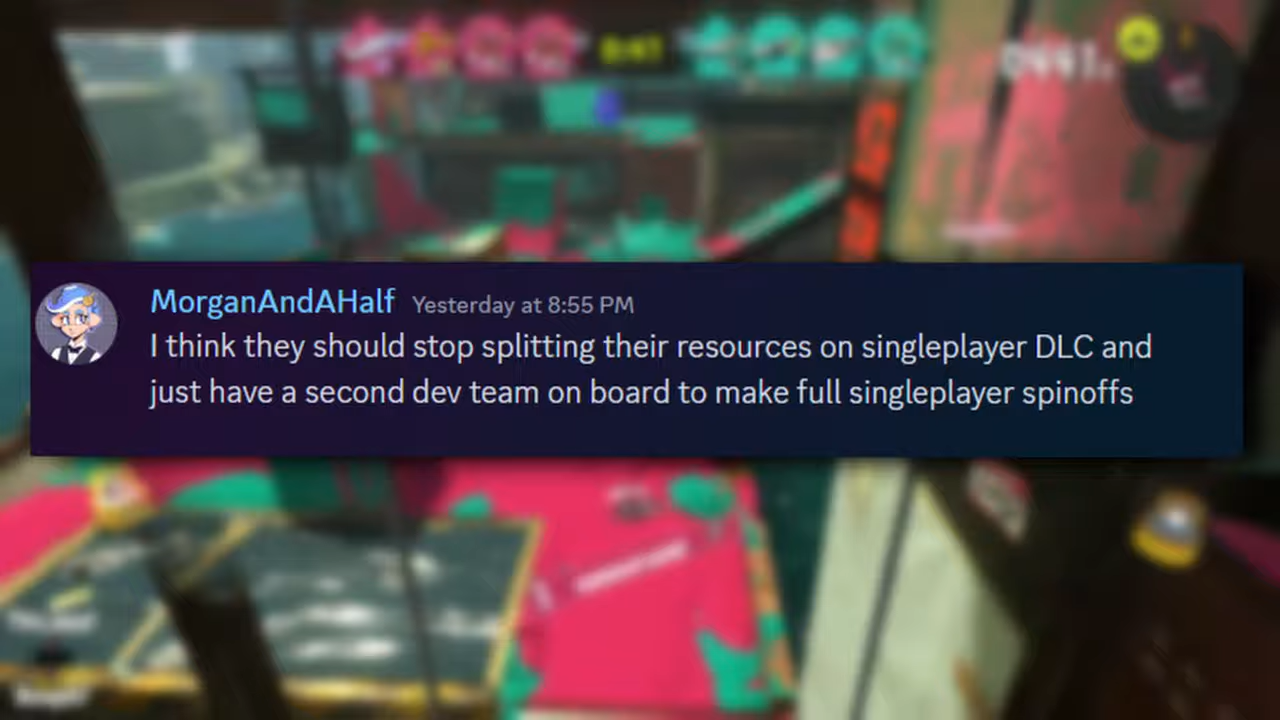 MorganAndAHalf Yesterday at 8:55 PM
I think they should stop splitting their resources on singleplayer DLC and
just have a second dev team on board to make full singleplayer spinoffs